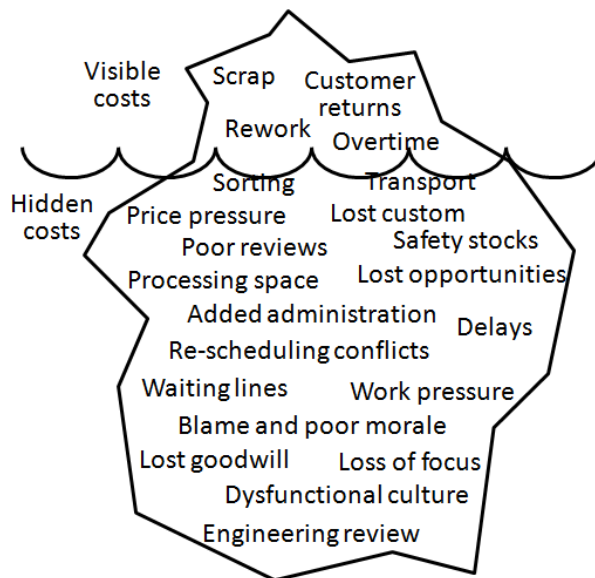 Visible
costs
Scrap
Customer
returns
Rework
Overtime
Hidden
costs
Sorting
Transport
Price pressure
Lost custom
Poor reviews
Safety stocks
Processing space
Lost opportunities
Added administration
Delays
Re-scheduling conflicts
Waiting lines
Work pressure
Blame and poor morale
Lost goodwill
Loss of focus
Dysfunctional culture
Engineering review